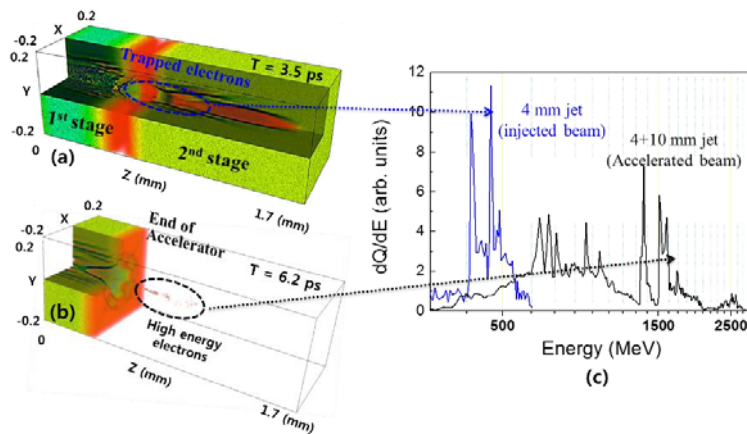 0.2
-0.2
X
0.2
Trapped electrons
T = 3.5 ps
Y
1st stage
2nd stage
-0.2
0
(a)
Z (mm)
1.7 (mm)
0.2
-0.2
X
0.2
End of
Accelerator
T = 6.2 ps
Y
-0.2
(b)
0
High energy
electrons
Z (mm)
1.7 (mm)
12
10
8
6
4
2
0
dQ/dE (arb. units)
4 mm jet
(injected beam)
4+10 mm jet
(Accelerated beam)
500
1500
2500
Energy (MeV)
(c)